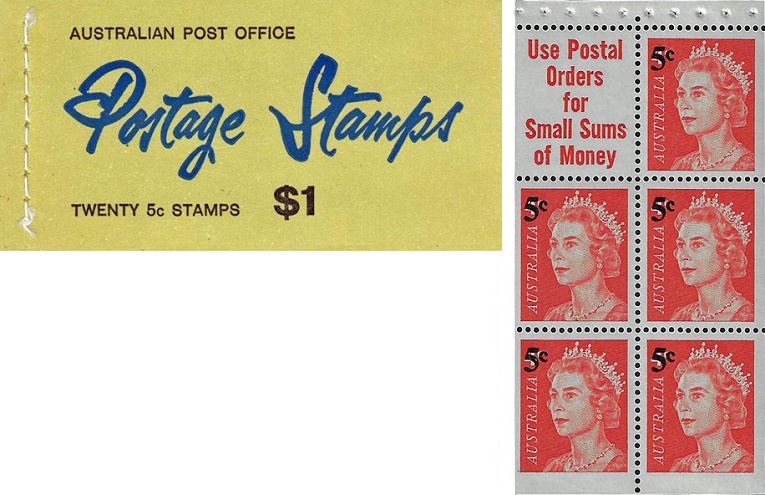 AUSTRALIAN POST OFFICE
Postage Stamps
TWENTY 5c STAMPS $1
Use Postal
Orders
for
Small Sums
of Money
5c
AUSTRALIA
5c
AUSTRALIA
5c
AUSTRALIA
5c
AUSTRALIA
5c
AUSTRALIA